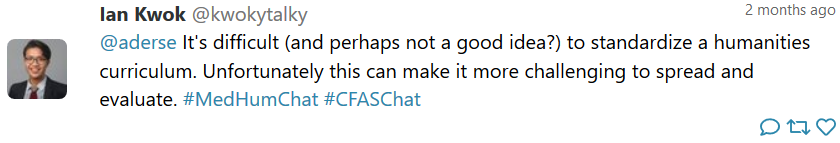 Ian Kwok @kwokytalky 2 months ago
@aderse It's difficult (and perhaps not a good idea?) to standardize a humanities
curriculum. Unfortunately this can make it more challenging to spread and
evaluate. #MedHumChat #CFASChat